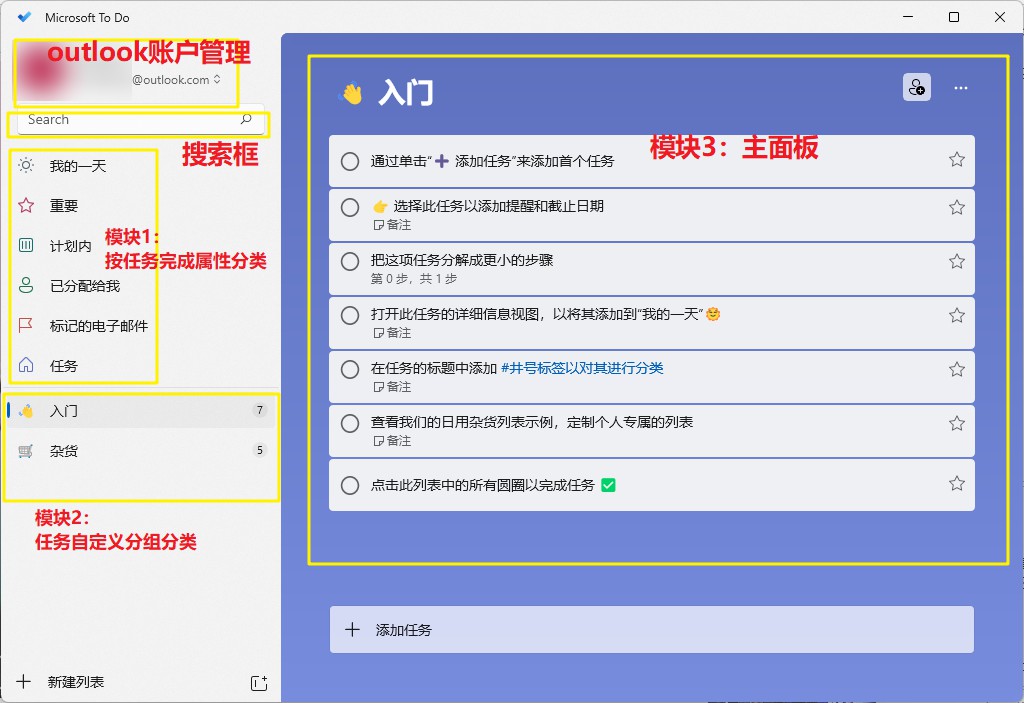 Microsoft To Do
outlook账户管理
@outlook.com
Search
搜索框
我的一天
重要
计划内
已分配给我
标记的电子邮件
任务
模块1：
按任务完成属性分类
入门 7
杂货 5
模块2：
任务自定义分组分类
新建列表
入门
模块3：主面板
通过单击“➕ 添加任务”来添加首个任务
👉 选择此任务以添加提醒和截止日期
备注
把这项任务分解成更小的步骤
第 0 步，共 1 步
打开此任务的详细信息视图，以将其添加到“我的一天”🥰
备注
在任务的标题中添加 #井号标签以对其进行分类
备注
查看我们的日用杂货列表示例，定制个人专属的列表
备注
点击此列表中的所有圆圈以完成任务 ✅
添加任务